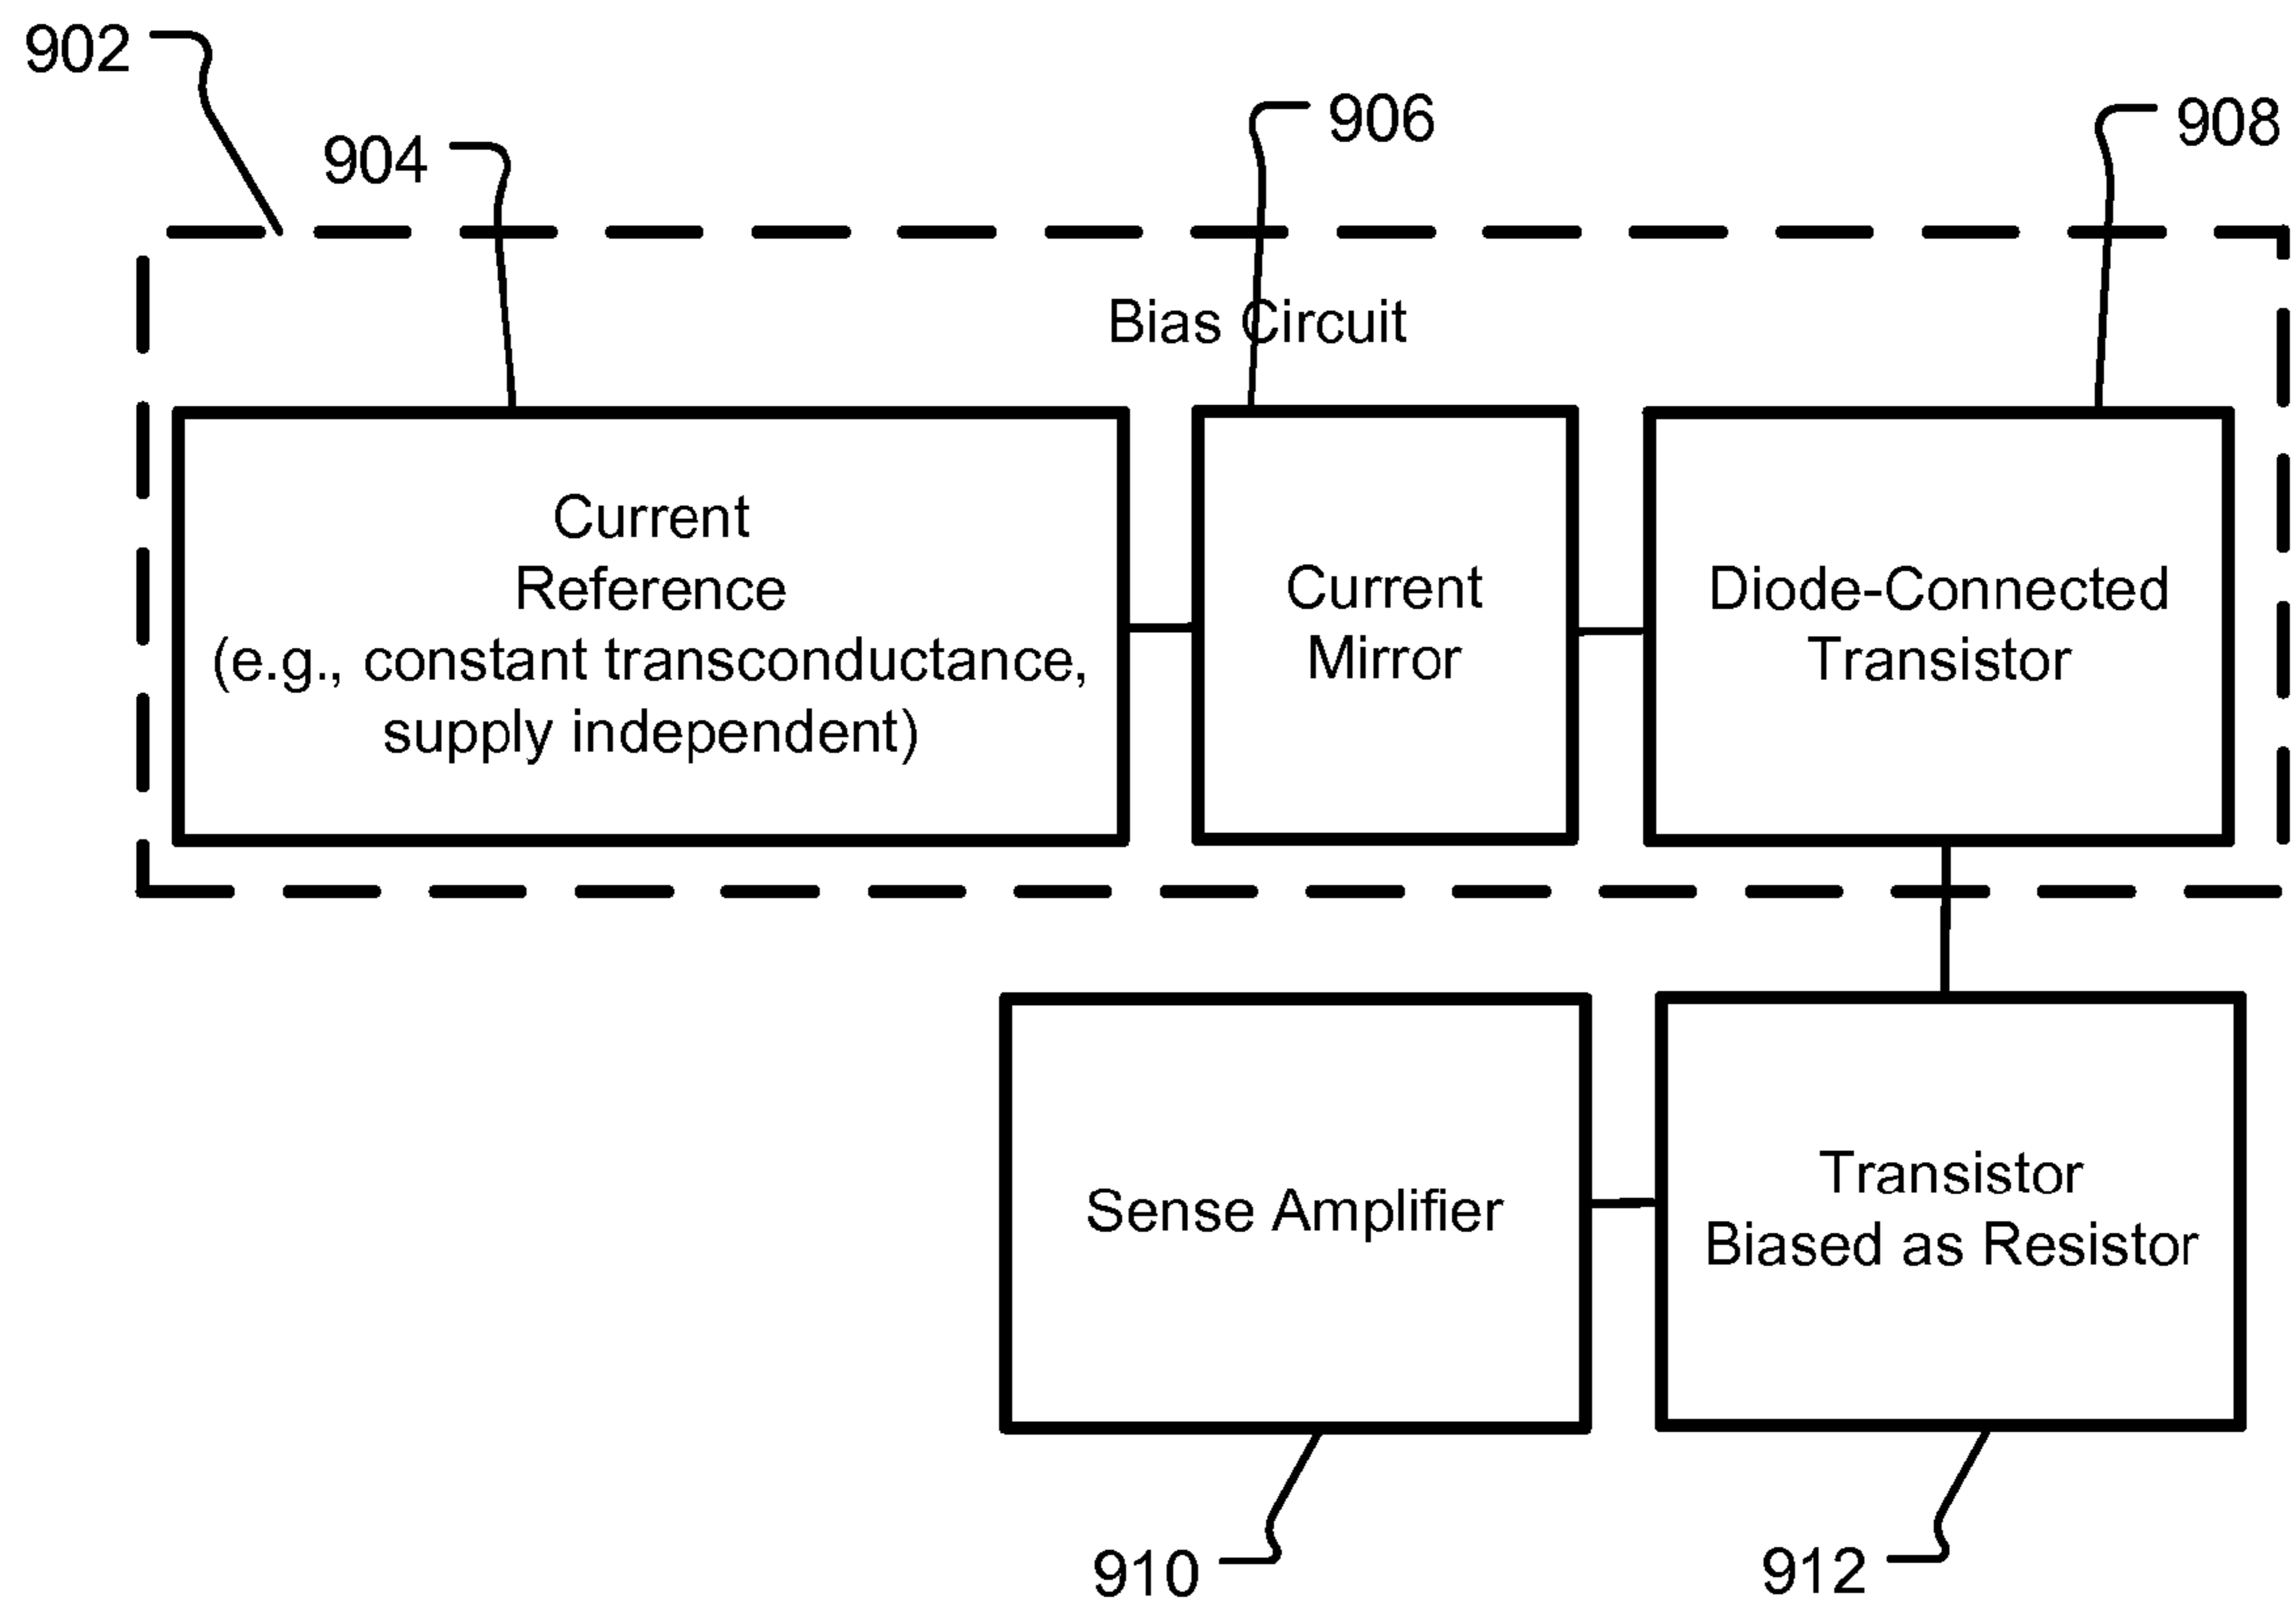 902
904
906
908
Bias Circuit
Current
Reference
(e.g., constant transconductance,
supply independent)
Current
Mirror
Diode-Connected
Transistor
Sense Amplifier
Transistor
Biased as Resistor
910
912